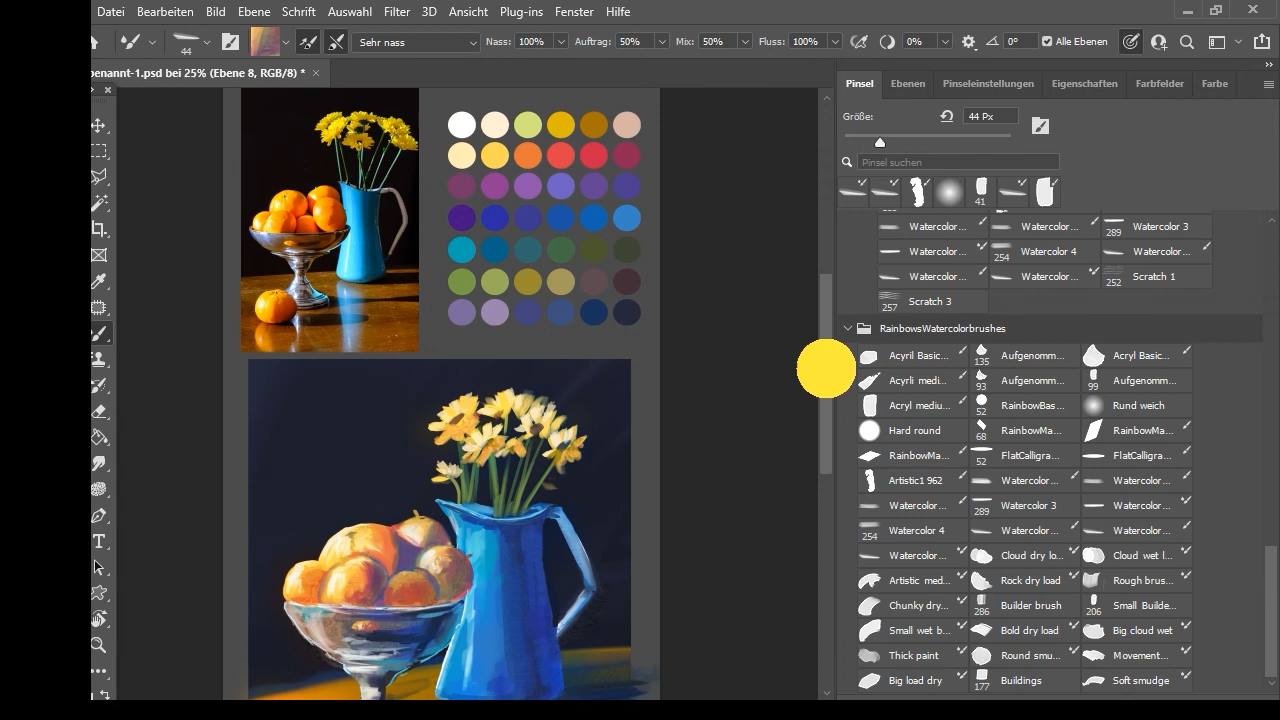 Datei Bearbeiten Bild Ebene Schrift Auswahl Filter 3D Ansicht Plug-ins Fenster Hilfe
44 Sehr nass Nass: 100% Auftrag: 50% Mix: 50% Fluss: 100% 0% 0° Alle Ebenen
benannt-1.psd bei 25% (Ebene 8, RGB/8) *
Pinsel Ebenen Pinseleinstellungen Eigenschaften Farbfelder Farbe
Größe: 44 Px
Pinsel suchen
41
Watercolor ... Watercolor ... 289 Watercolor 3
Watercolor ... 254 Watercolor 4 Watercolor ...
Watercolor ... Watercolor ... 252 Scratch 1
257 Scratch 3
RainbowsWatercolorbrushes
Acyril Basic... 135 Aufgenomm... Acryl Basic...
Acyrli medi... 93 Aufgenomm... 99 Aufgenomm...
Acryl mediu... 52 RainbowBas... Rund weich
Hard round 68 RainbowMa... RainbowMa...
RainbowMa... 52 FlatCalligra... FlatCalligra...
Artistic1 962 Watercolor... Watercolor...
Watercolor... 289 Watercolor 3 Watercolor...
254 Watercolor 4 Watercolor... Watercolor...
Watercolor... Cloud dry lo... Cloud wet l...
Artistic med... Rock dry load Rough brus...
Chunky dry... 286 Builder brush 206 Small Builde...
Small wet b... Bold dry load Big cloud wet
Thick paint Round smu... Movement...
Big load dry 177 Buildings Soft smudge